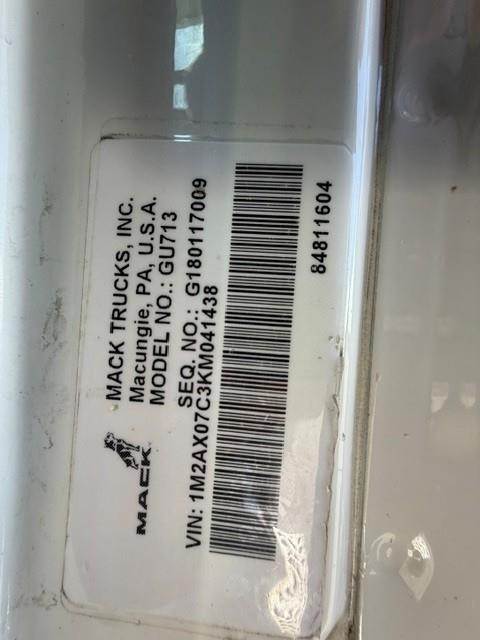 MACK
MACK TRUCKS, INC.
Macungie, PA, U.S.A.
MODEL NO.: GU713
SEQ. NO.: G180117009
VIN: 1M2AX07C3KM041438
84811604